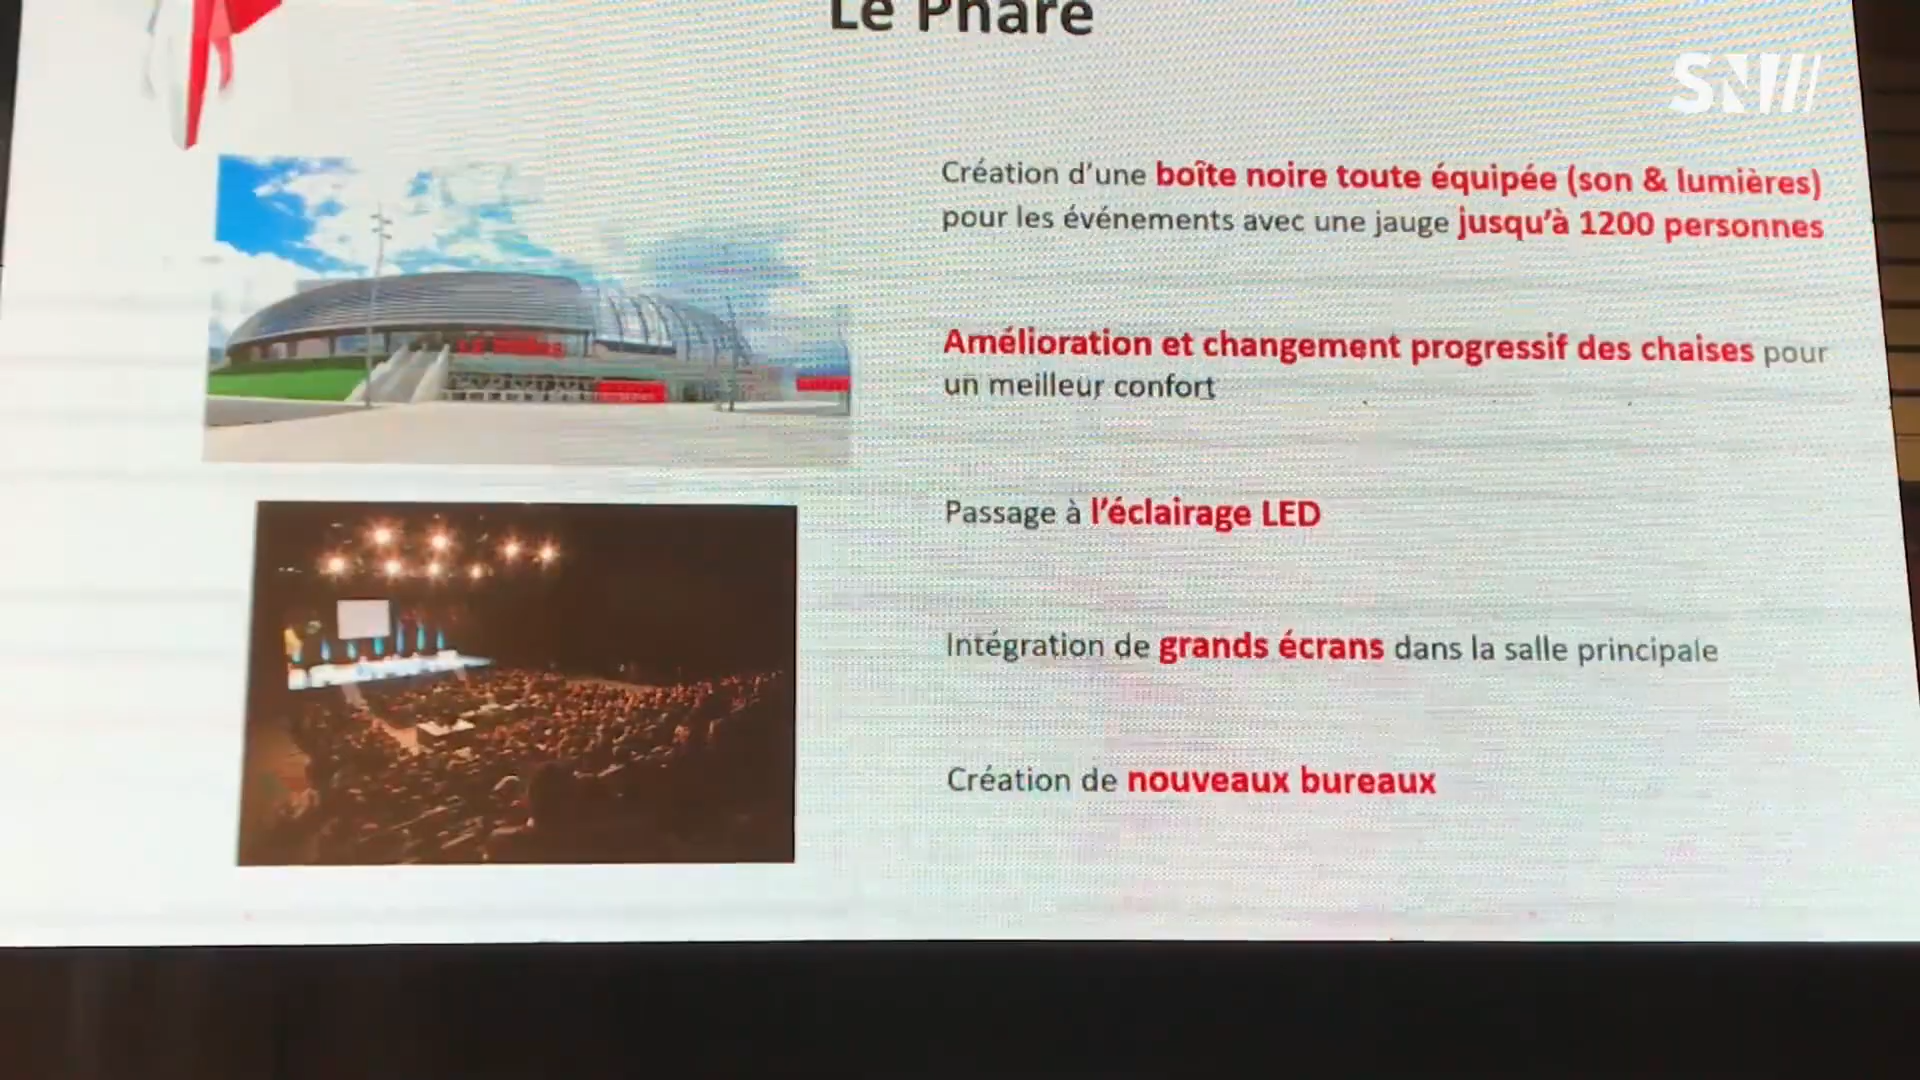 Le Phare
SNW
Création d'une boîte noire toute équipée (son & lumières)
pour les événements avec une jauge jusqu'à 1200 personnes
Amélioration et changement progressif des chaises pour
un meilleur confort
Passage à l'éclairage LED
Intégration de grands écrans dans la salle principale
Création de nouveaux bureaux